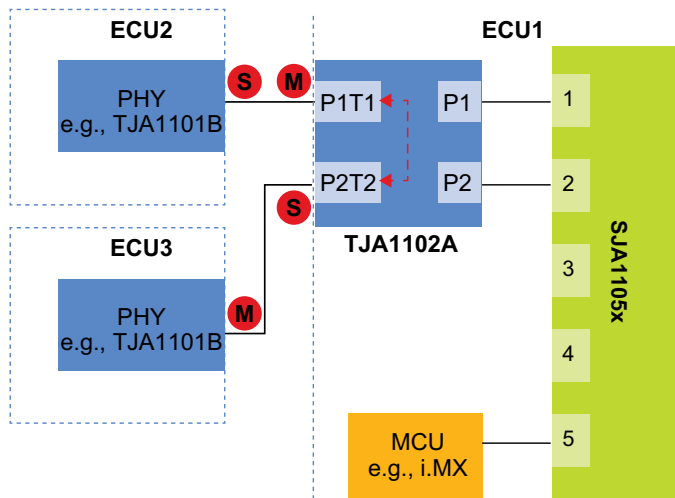 ECU2
ECU1
PHY
e.g., TJA1101B
S
M
P1T1
P1
1
P2T2
P2
2
S
TJA1102A
ECU3
3
SJA1105x
PHY
e.g., TJA1101B
M
4
MCU
e.g., i.MX
5